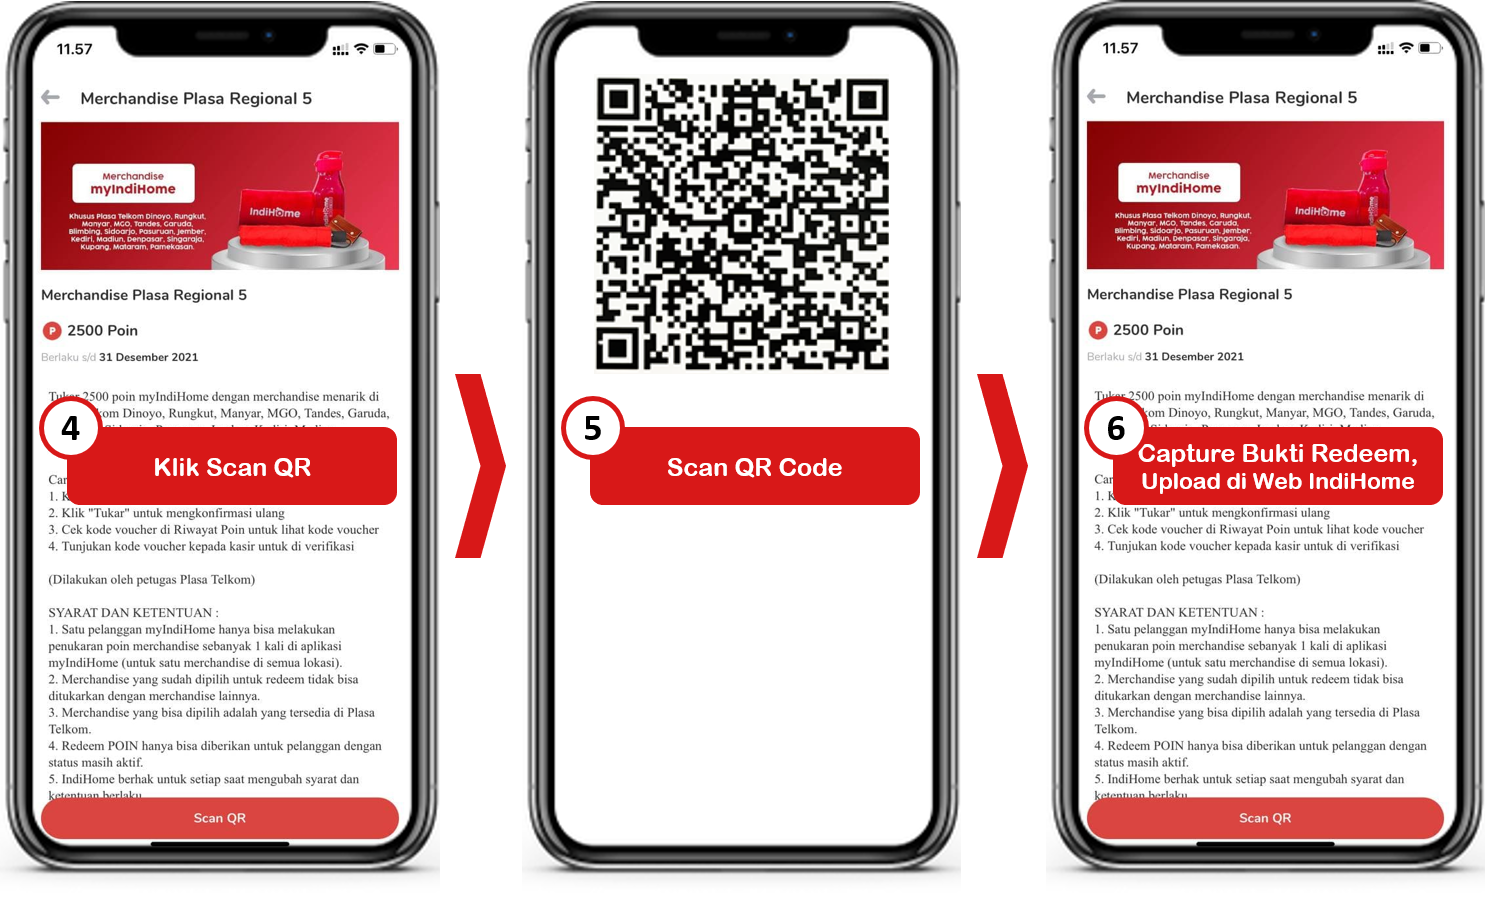 11.57
Merchandise Plasa Regional 5
Merchandise
myIndiHome
Khusus Plasa Telkom Dinoyo, Rungkut,
Manyar, MGO, Tandes, Garuda,
Blimbing, Sidoarjo, Pasuruan, Jember,
Kediri, Madiun, Denpasar, Singaraja,
Kupang, Mataram, Pamekasan.
IndiHome
Merchandise Plasa Regional 5
P 2500 Poin
Berlaku s/d 31 Desember 2021
Tukar 2500 poin myIndiHome dengan merchandise menarik di
Dinoyo, Rungkut, Manyar, MGO, Tandes, Garuda,
4
Klik Scan QR
1.
2. Klik "Tukar" untuk mengkonfirmasi ulang
3. Cek kode voucher di Riwayat Poin untuk lihat kode voucher
4. Tunjukan kode voucher kepada kasir untuk di verifikasi
(Dilakukan oleh petugas Plasa Telkom)
SYARAT DAN KETENTUAN :
1. Satu pelanggan myIndiHome hanya bisa melakukan
penukaran poin merchandise sebanyak 1 kali di aplikasi
myIndiHome (untuk satu merchandise di semua lokasi).
2. Merchandise yang sudah dipilih untuk redeem tidak bisa
ditukarkan dengan merchandise lainnya.
3. Merchandise yang bisa dipilih adalah yang tersedia di Plasa
Telkom.
4. Redeem POIN hanya bisa diberikan untuk pelanggan dengan
status masih aktif.
5. IndiHome berhak untuk setiap saat mengubah syarat dan
ketentuan berlaku
Scan QR
5
Scan QR Code
11.57
Merchandise Plasa Regional 5
Merchandise
myIndiHome
Khusus Plasa Telkom Dinoyo, Rungkut,
Manyar, MGO, Tandes, Garuda,
Blimbing, Sidoarjo, Pasuruan, Jember,
Kediri, Madiun, Denpasar, Singaraja,
Kupang, Mataram, Pamekasan.
IndiHome
Merchandise Plasa Regional 5
P 2500 Poin
Berlaku s/d 31 Desember 2021
Tukar 2500 poin myIndiHome dengan merchandise menarik di
Dinoyo, Rungkut, Manyar, MGO, Tandes, Garuda,
6
Capture Bukti Redeem,
Upload di Web IndiHome
1.
2. Klik "Tukar" untuk mengkonfirmasi ulang
3. Cek kode voucher di Riwayat Poin untuk lihat kode voucher
4. Tunjukan kode voucher kepada kasir untuk di verifikasi
(Dilakukan oleh petugas Plasa Telkom)
SYARAT DAN KETENTUAN :
1. Satu pelanggan myIndiHome hanya bisa melakukan
penukaran poin merchandise sebanyak 1 kali di aplikasi
myIndiHome (untuk satu merchandise di semua lokasi).
2. Merchandise yang sudah dipilih untuk redeem tidak bisa
ditukarkan dengan merchandise lainnya.
3. Merchandise yang bisa dipilih adalah yang tersedia di Plasa
Telkom.
4. Redeem POIN hanya bisa diberikan untuk pelanggan dengan
status masih aktif.
5. IndiHome berhak untuk setiap saat mengubah syarat dan
ketentuan berlaku
Scan QR